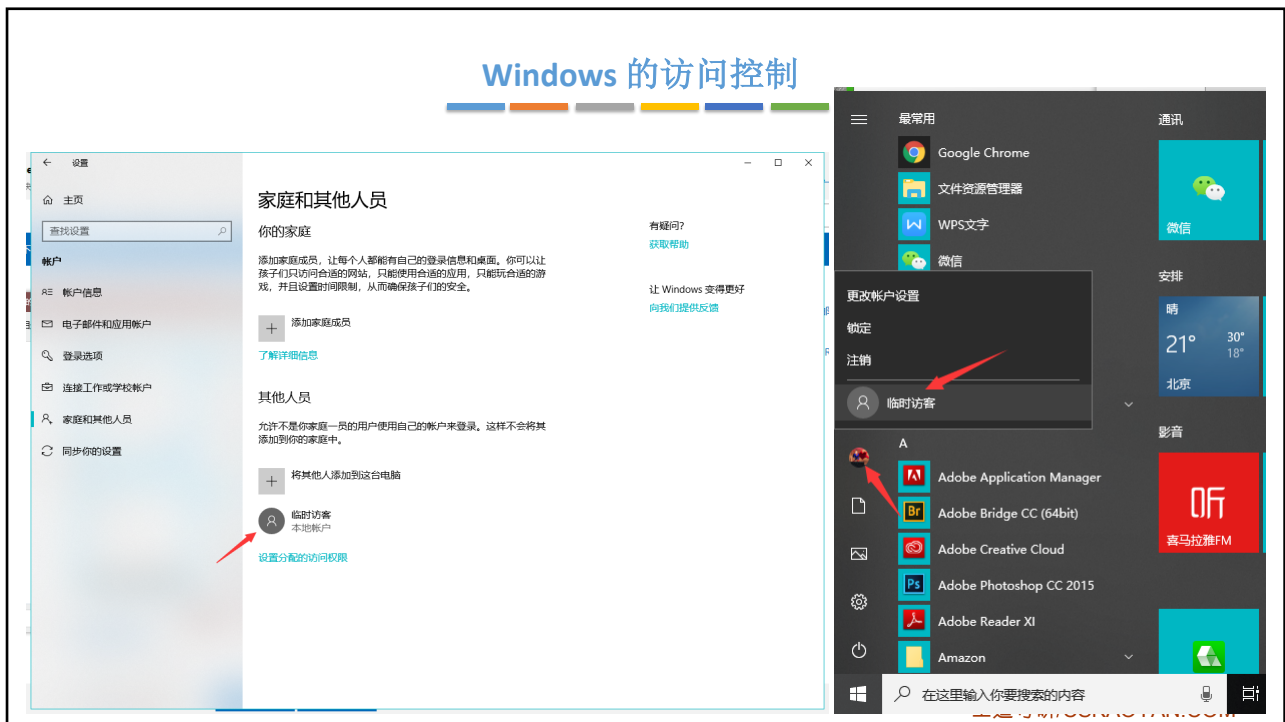 Windows 的访问控制
设置
主页
查找设置
帐户
帐户信息
电子邮件和应用帐户
登录选项
连接工作或学校帐户
家庭和其他人员
同步你的设置
家庭和其他人员
你的家庭
添加家庭成员，让每个人都能有自己的登录信息和桌面。你可以让
孩子们只访问合适的网站，只能使用合适的应用，只能玩合适的游
戏，并且设置时间限制，从而确保孩子们的安全。
添加家庭成员
了解详细信息
其他人员
允许不是你家庭一员的用户使用自己的帐户来登录。这样不会将其
添加到你的家庭中。
将其他人添加到这台电脑
临时访客
本地帐户
设置分配的访问权限
有疑问?
获取帮助
让 Windows 变得更好
向我们提供反馈
最常用
Google Chrome
文件资源管理器
WPS文字
微信
更改帐户设置
锁定
注销
临时访客
A
Adobe Application Manager
Adobe Bridge CC (64bit)
Adobe Creative Cloud
Adobe Photoshop CC 2015
Adobe Reader XI
Amazon
通讯
微信
安排
晴
21° 30°
18°
北京
影音
听
喜马拉雅FM
在这里输入你要搜索的内容